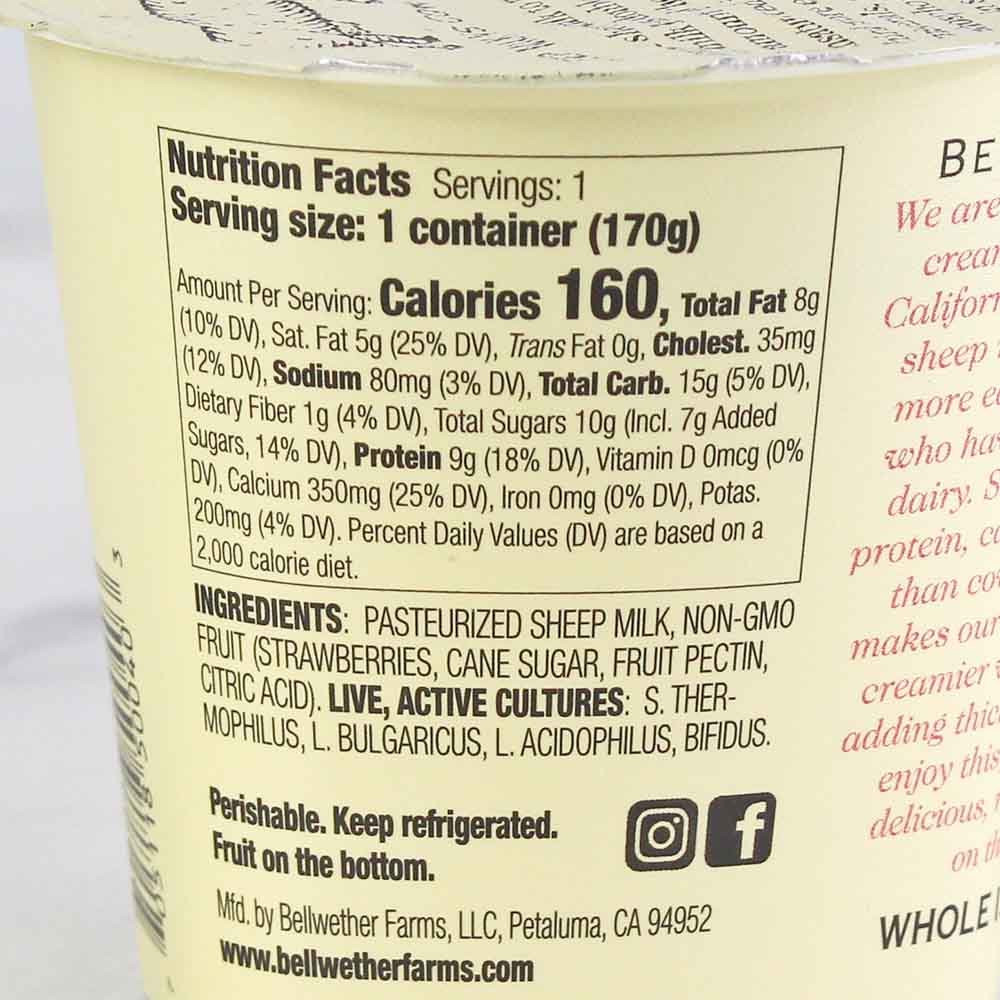 Nutrition Facts Servings: 1
Serving size: 1 container (170g)
Amount Per Serving: Calories 160, Total Fat 8g
(10% DV), Sat. Fat 5g (25% DV), Trans Fat 0g, Cholest. 35mg
(12% DV), Sodium 80mg (3% DV), Total Carb. 15g (5% DV),
Dietary Fiber 1g (4% DV), Total Sugars 10g (Incl. 7g Added
Sugars, 14% DV), Protein 9g (18% DV), Vitamin D 0mcg (0%
DV), Calcium 350mg (25% DV), Iron 0mg (0% DV), Potas.
200mg (4% DV). Percent Daily Values (DV) are based on a
2,000 calorie diet.
INGREDIENTS: PASTEURIZED SHEEP MILK, NON-GMO
FRUIT (STRAWBERRIES, CANE SUGAR, FRUIT PECTIN,
CITRIC ACID). LIVE, ACTIVE CULTURES: S. THER-
MOPHILUS, L. BULGARICUS, L. ACIDOPHILUS, BIFIDUS.
Perishable. Keep refrigerated.
Fruit on the bottom.
Mfd. by Bellwether Farms, LLC, Petaluma, CA 94952
www.bellwetherfarms.com
BE
We are
crea
Califor
sheep
more
who ha
dairy. S
protein, c
than co
makes our
creamier
adding thic
enjoy this
delicious,
on th
WHOLE